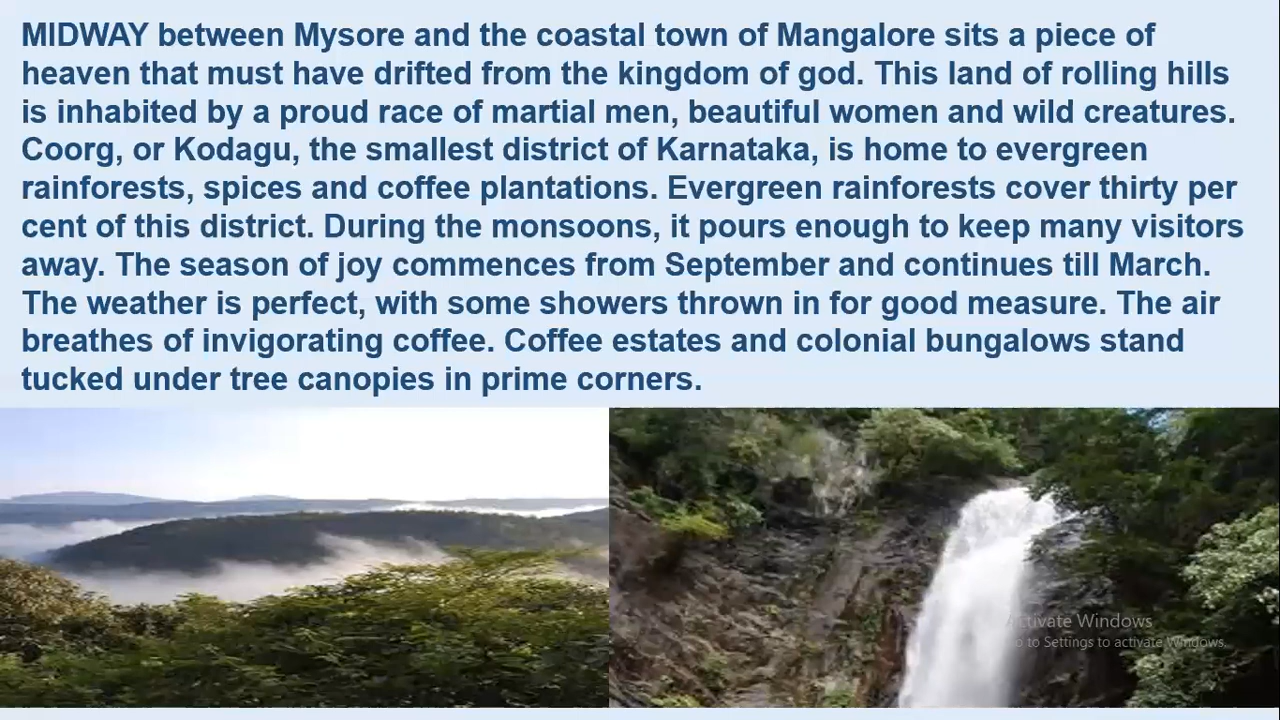 MIDWAY between Mysore and the coastal town of Mangalore sits a piece of
heaven that must have drifted from the kingdom of god. This land of rolling hills
is inhabited by a proud race of martial men, beautiful women and wild creatures.
Coorg, or Kodagu, the smallest district of Karnataka, is home to evergreen
rainforests, spices and coffee plantations. Evergreen rainforests cover thirty per
cent of this district. During the monsoons, it pours enough to keep many visitors
away. The season of joy commences from September and continues till March.
The weather is perfect, with some showers thrown in for good measure. The air
breathes of invigorating coffee. Coffee estates and colonial bungalows stand
tucked under tree canopies in prime corners.
Activate Windows
Go to Settings to activate Windows.